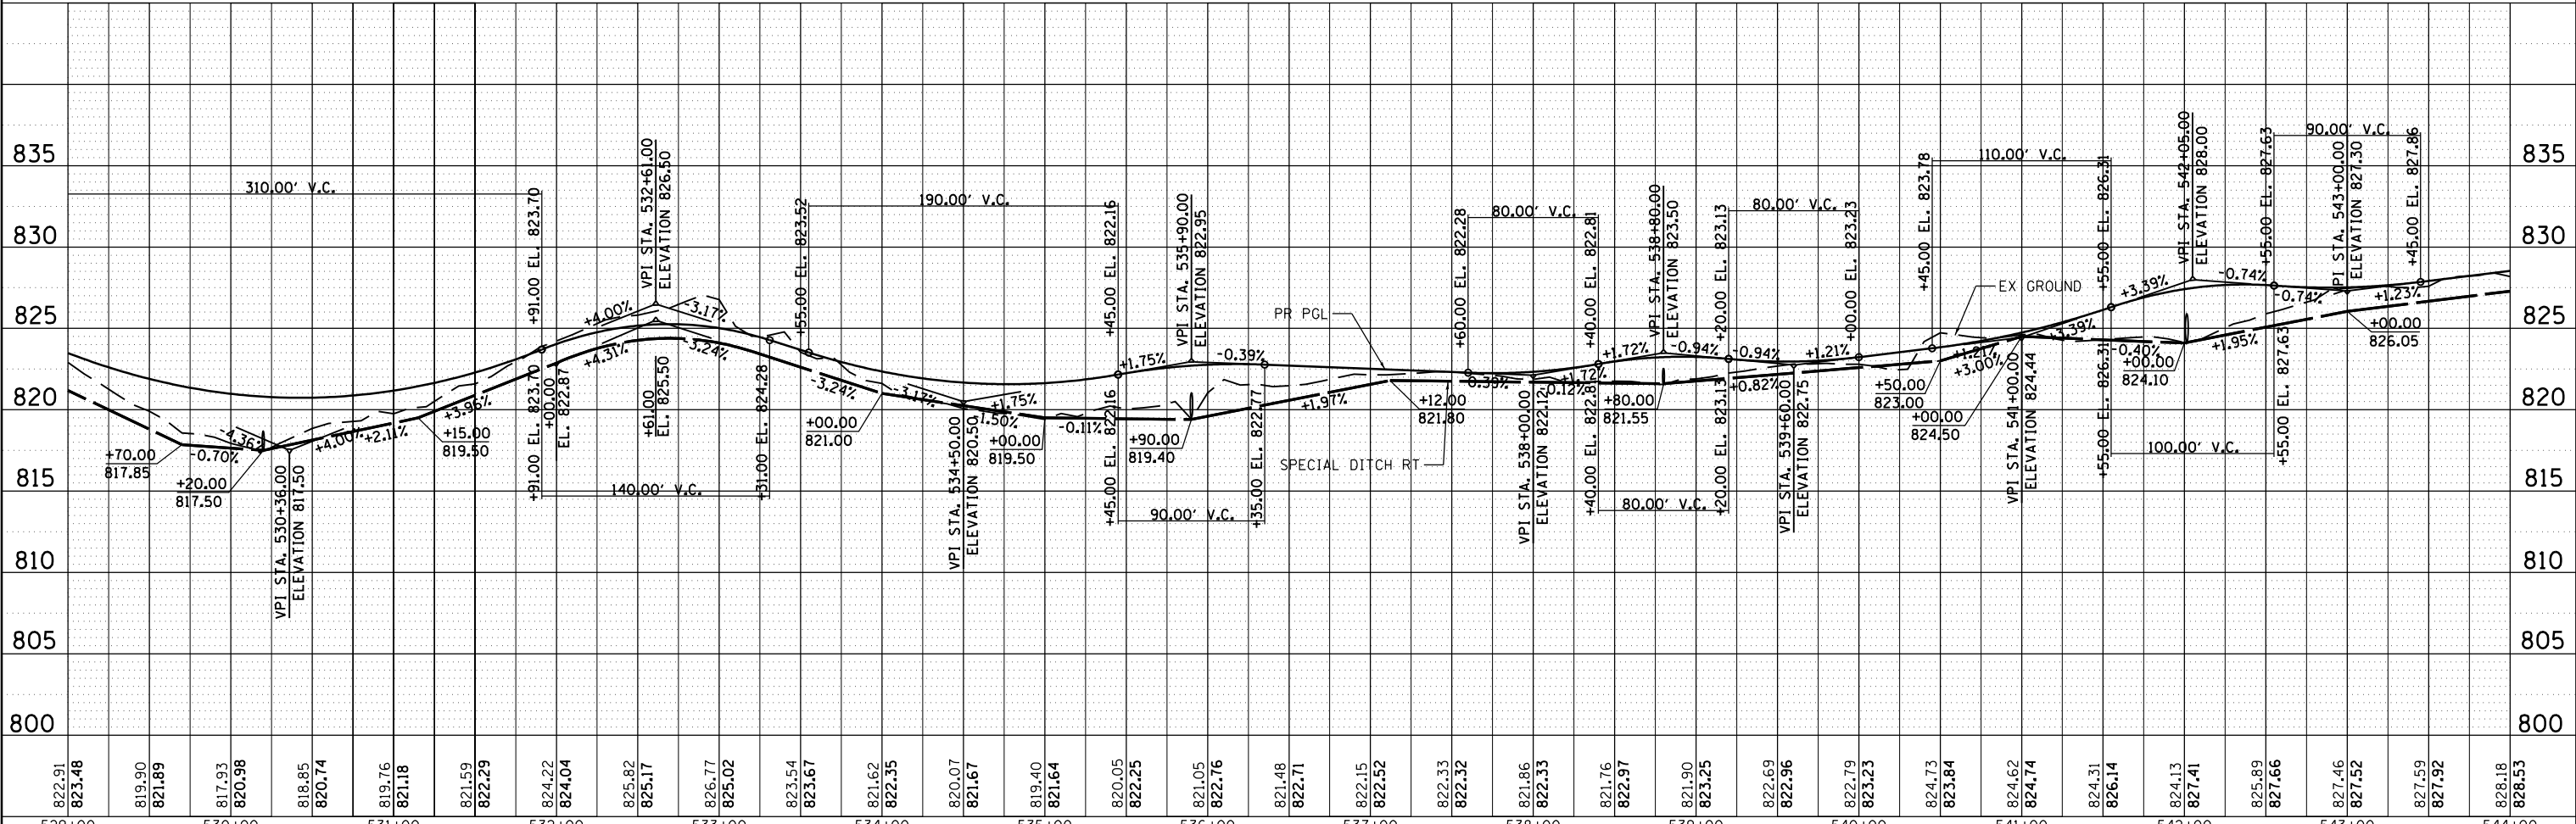 835
830
825
820
815
810
805
800
835
830
825
820
815
810
805
800
310.00' V.C.
+91.00 EL. 823.70
VPI STA. 532+61.00
ELEVATION 826.50
+4.00%
-3.17%
+55.00 EL. 823.52
190.00' V.C.
+45.00 EL. 822.16
+1.75%
VPI STA. 535+90.00
ELEVATION 822.95
-0.39%
PR PGL
+60.00 EL. 822.28
80.00' V.C.
+40.00 EL. 822.81
+1.72%
VPI STA. 538+80.00
ELEVATION 823.50
-0.94%
+20.00 EL. 823.13
80.00' V.C.
-0.94%
+1.21%
+00.00 EL. 823.23
+45.00 EL. 823.78
EX GROUND
110.00' V.C.
+55.00 EL. 826.31
+3.39%
VPI STA. 542+05.00
ELEVATION 828.00
-0.74%
+55.00 EL. 827.63
90.00' V.C.
-0.74%
VPI STA. 543+00.00
ELEVATION 827.30
+1.23%
+45.00 EL. 827.86
+70.00
817.85
-0.70%
+20.00
817.50
-4.36%
VPI STA. 530+36.00
ELEVATION 817.50
+4.00%
+2.11%
+3.96%
+15.00
819.50
+91.00 EL. 823.70
+00.00
EL. 822.87
+4.31%
140.00' V.C.
+61.00
EL. 825.50
-3.24%
+31.00 EL. 824.28
-3.24%
+00.00
821.00
-3.17%
VPI STA. 534+50.00
ELEVATION 820.50
+1.75%
-1.50%
+00.00
819.50
-0.11%
+45.00 EL. 822.16
+90.00
819.40
90.00' V.C.
+35.00 EL. 822.77
+1.97%
SPECIAL DITCH RT
+12.00
821.80
-0.39%
VPI STA. 538+00.00
ELEVATION 822.12
-0.12%
+1.72%
+40.00 EL. 822.81
+80.00
821.55
80.00' V.C.
+20.00 EL. 823.13
+0.82%
VPI STA. 539+60.00
ELEVATION 822.75
+50.00
823.00
+1.21%
+3.00%
+00.00
824.50
VPI STA. 541+00.00
ELEVATION 824.44
+3.39%
+55.00 EL. 826.31
-0.40%
+00.00
824.10
100.00' V.C.
+1.95%
+55.00 EL. 827.63
+00.00
826.05
822.91
823.48
819.90
821.89
817.93
820.98
818.85
820.74
819.76
821.18
821.59
822.29
824.22
824.04
825.82
825.17
826.77
825.02
823.54
823.67
821.62
822.35
820.07
821.67
819.40
821.64
820.05
822.25
821.05
822.76
821.48
822.71
822.15
822.52
822.33
822.32
821.86
822.33
821.76
822.97
821.90
823.25
822.69
822.96
822.79
823.23
824.73
823.84
824.62
824.74
824.31
826.14
824.13
827.41
825.89
827.66
827.46
827.52
827.59
827.92
828.18
828.53